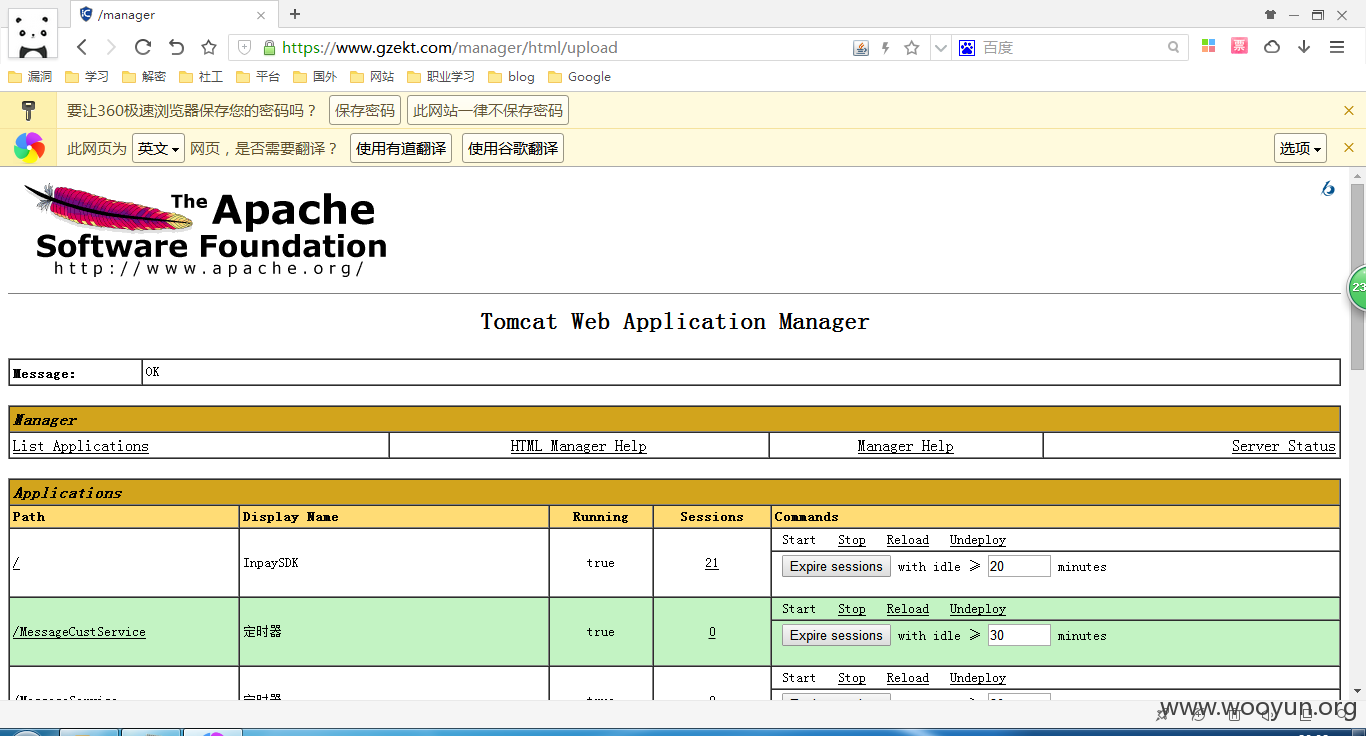 /manager
https://www.gzekt.com/manager/html/upload
百度
票
漏洞 学习 解密 社工 平台 国外 网站 职业学习 blog Google
要让360极速浏览器保存您的密码吗？ 保存密码 此网站一律不保存密码
此网页为 英文 网页，是否需要翻译？ 使用有道翻译 使用谷歌翻译 选项
The Apache
Software Foundation
http://www.apache.org/
23
Tomcat Web Application Manager
Message: OK
Manager
List Applications HTML Manager Help Manager Help Server Status
Applications
Path Display Name Running Sessions Commands
/ InpaySDK true 21 Start Stop Reload Undeploy
Expire sessions with idle ≥ 20 minutes
/MessageCustService 定时器 true 0 Start Stop Reload Undeploy
Expire sessions with idle ≥ 30 minutes
Start Stop Reload Undeploy
www.wooyun.org